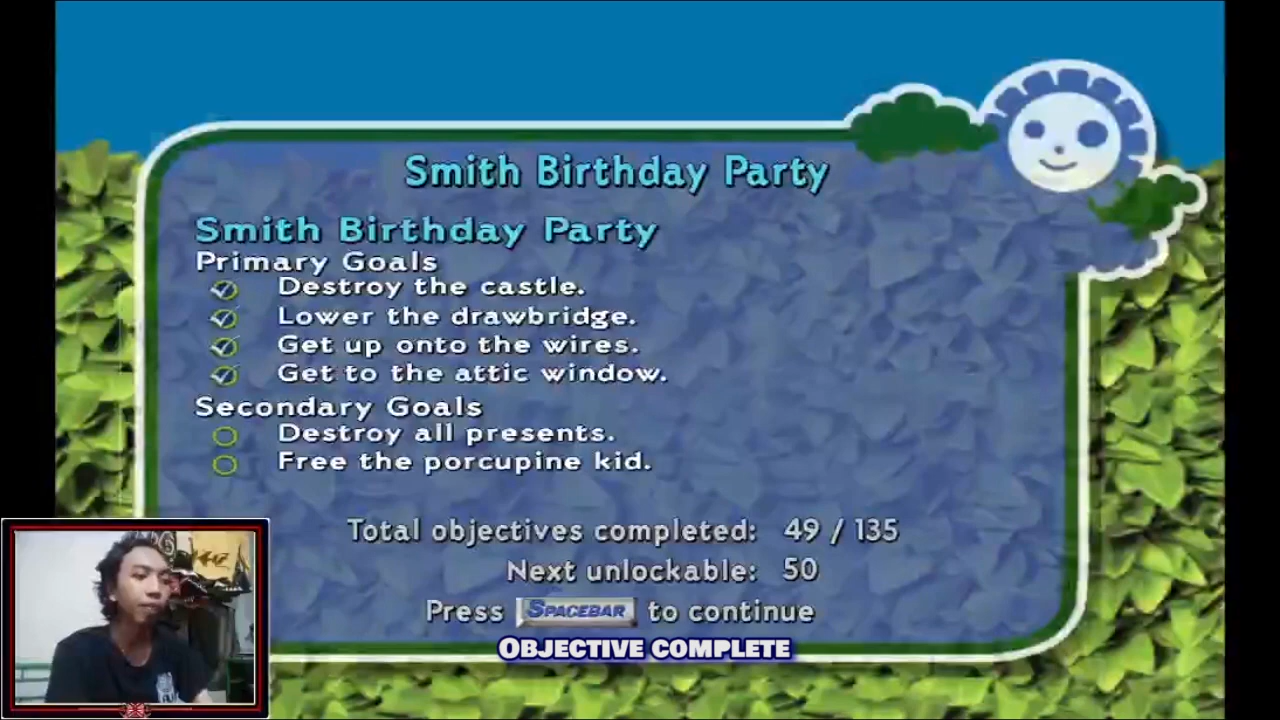 Smith Birthday Party
Smith Birthday Party
Primary Goals
Destroy the castle.
Lower the drawbridge.
Get up onto the wires.
Get to the attic window.
Secondary Goals
Destroy all presents.
Free the porcupine kid.
Total objectives completed: 49 / 135
Next unlockable: 50
Press SPACEBAR to continue
OBJECTIVE COMPLETE